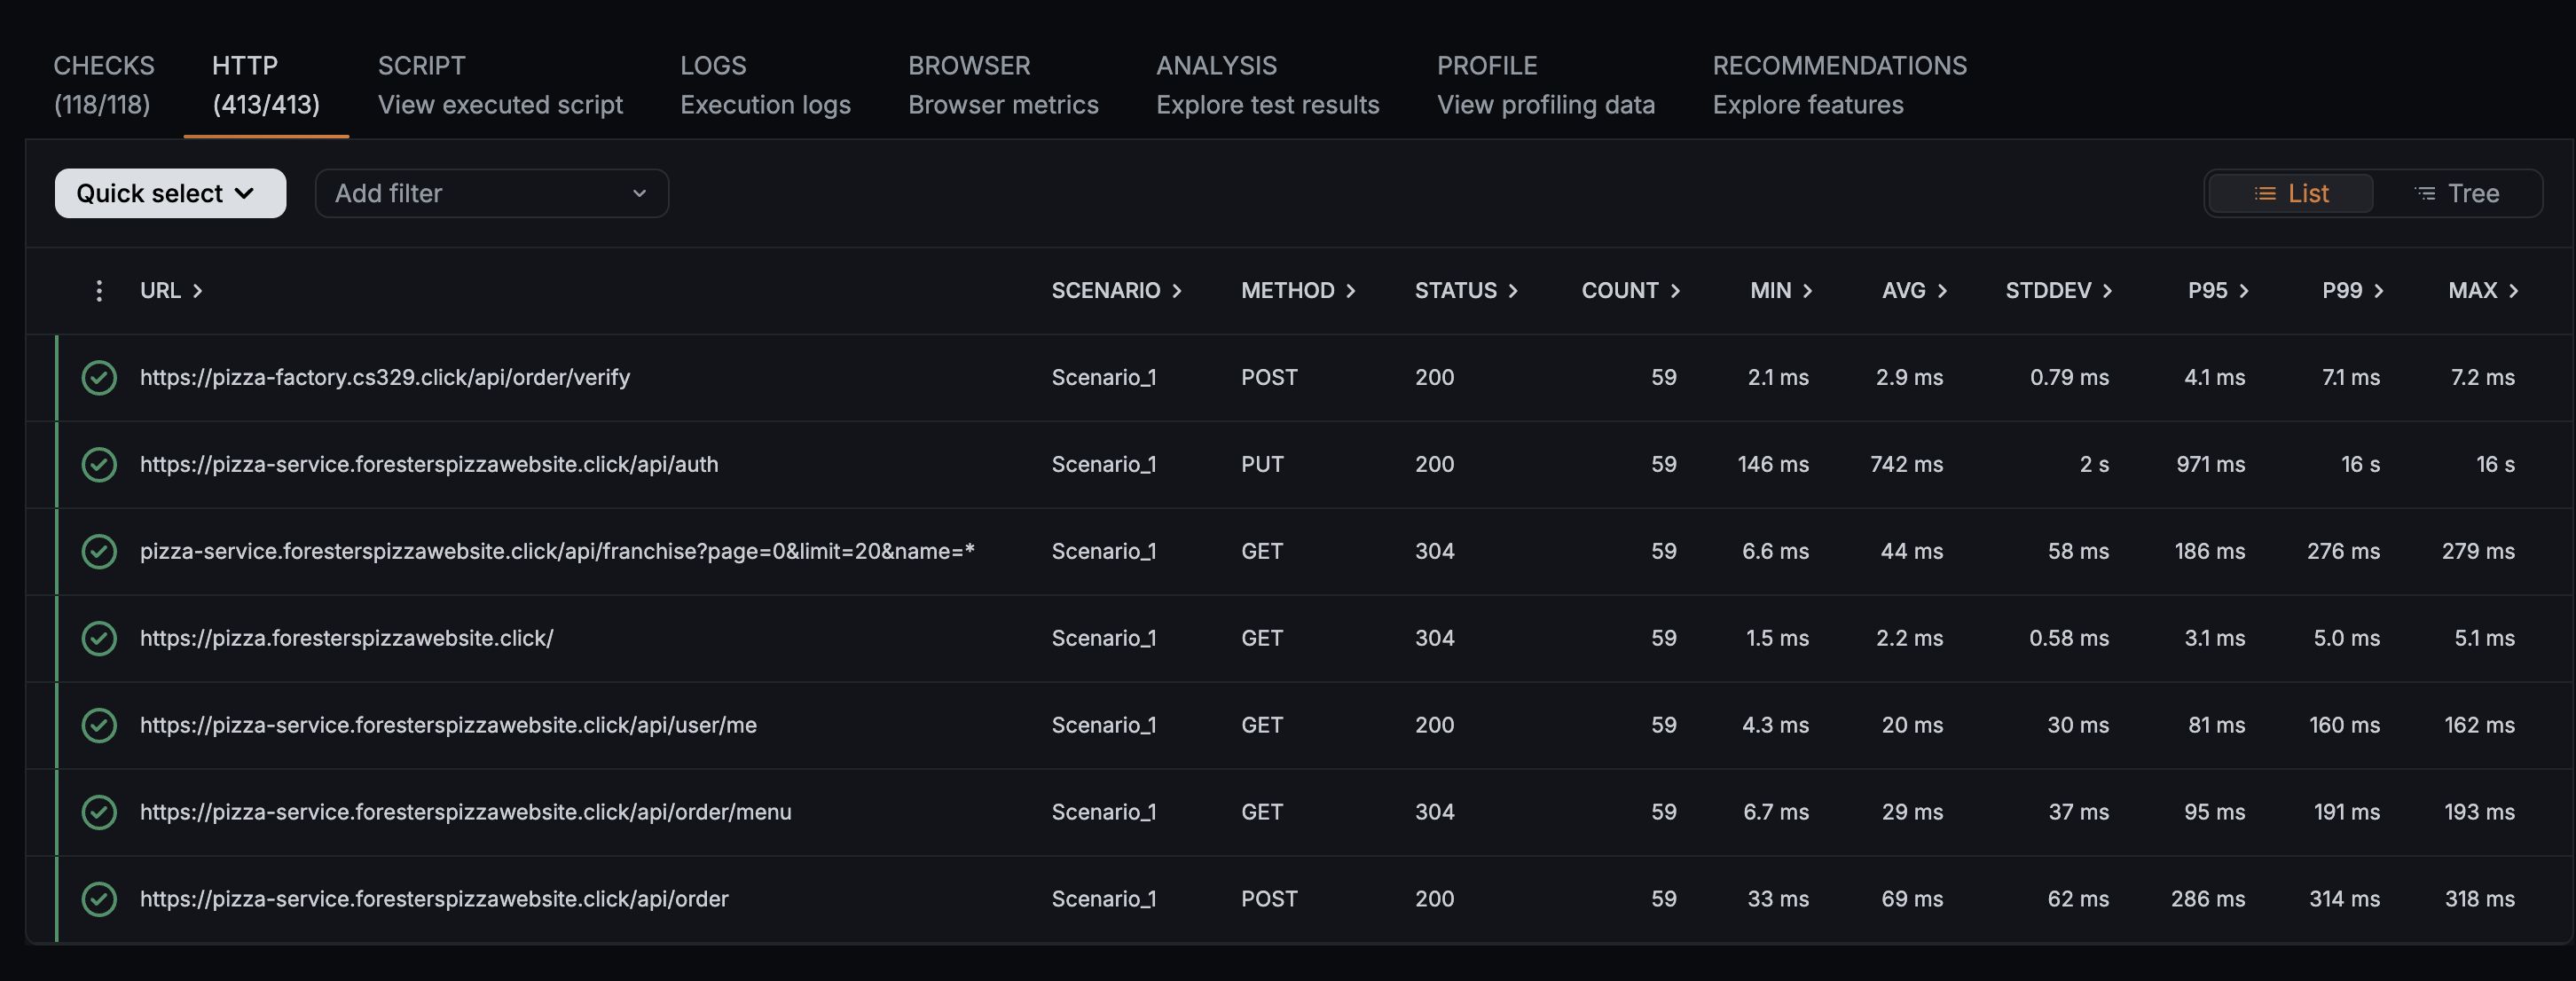 CHECKS HTTP SCRIPT LOGS BROWSER ANALYSIS PROFILE RECOMMENDATIONS
(118/118) (413/413) View executed script Execution logs Browser metrics Explore test results View profiling data Explore features
Quick select Add filter List Tree
URL SCENARIO METHOD STATUS COUNT MIN AVG STDDEV P95 P99 MAX
https://pizza-factory.cs329.click/api/order/verify Scenario_1 POST 200 59 2.1 ms 2.9 ms 0.79 ms 4.1 ms 7.1 ms 7.2 ms
https://pizza-service.foresterspizzawebsite.click/api/auth Scenario_1 PUT 200 59 146 ms 742 ms 2 s 971 ms 16 s 16 s
pizza-service.foresterspizzawebsite.click/api/franchise?page=0&limit=20&name=* Scenario_1 GET 304 59 6.6 ms 44 ms 58 ms 186 ms 276 ms 279 ms
https://pizza.foresterspizzawebsite.click/ Scenario_1 GET 304 59 1.5 ms 2.2 ms 0.58 ms 3.1 ms 5.0 ms 5.1 ms
https://pizza-service.foresterspizzawebsite.click/api/user/me Scenario_1 GET 200 59 4.3 ms 20 ms 30 ms 81 ms 160 ms 162 ms
https://pizza-service.foresterspizzawebsite.click/api/order/menu Scenario_1 GET 304 59 6.7 ms 29 ms 37 ms 95 ms 191 ms 193 ms
https://pizza-service.foresterspizzawebsite.click/api/order Scenario_1 POST 200 59 33 ms 69 ms 62 ms 286 ms 314 ms 318 ms